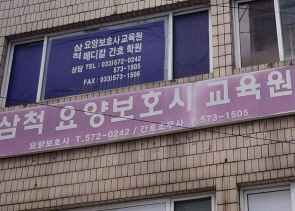 삼척 요양보호사교육원
메디칼 간호 학원
상담 TEL : 033)572-0242
573-1505
FAX : 033)573-1506
삼척 요양보호사 교육원
요양보호사 T.572-0242 / 간호조무사 T.573-1505